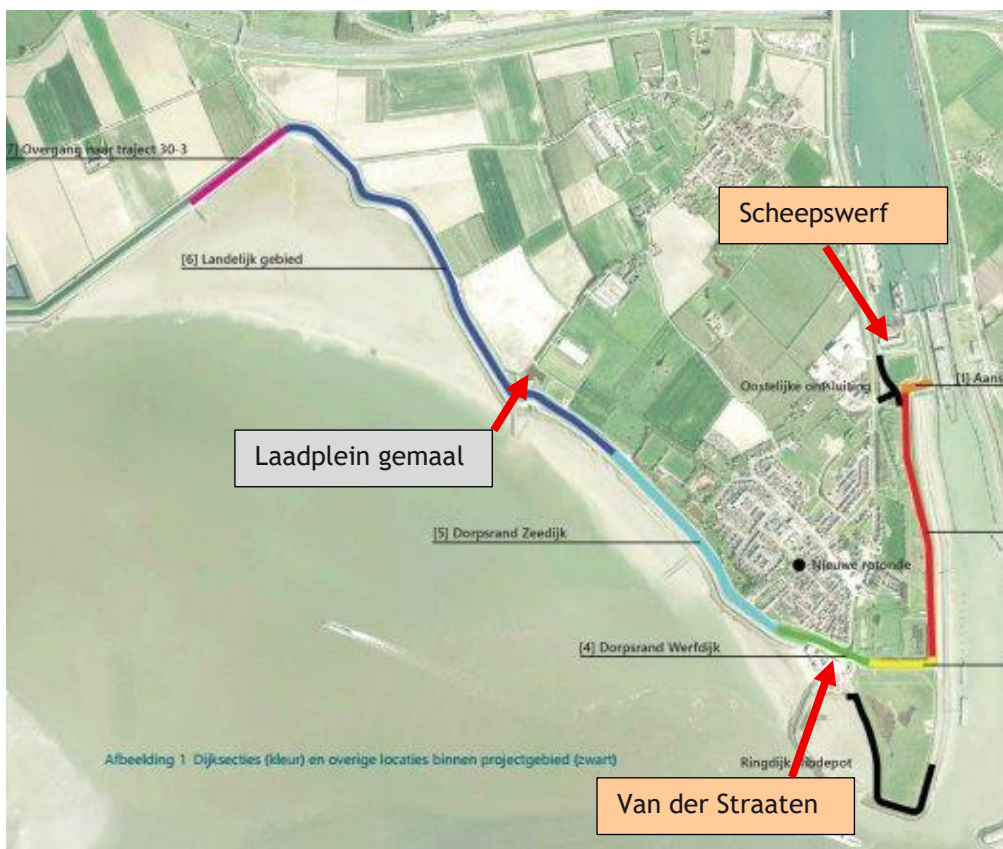 7] Overgang naar traject 30-3
Scheepswerf
[6] Landelijk gebied
Oostelijke ontsluiting
[1] Aans
Laadplein gemaal
[5] Dorpsrand Zeedijk
Nieuwe rotonde
[4] Dorpsrand Werfdijk
Afbeelding 1 Dijksecties (kleur) en overige locaties binnen projectgebied (zwart)
Ringdijk
Van der Straaten